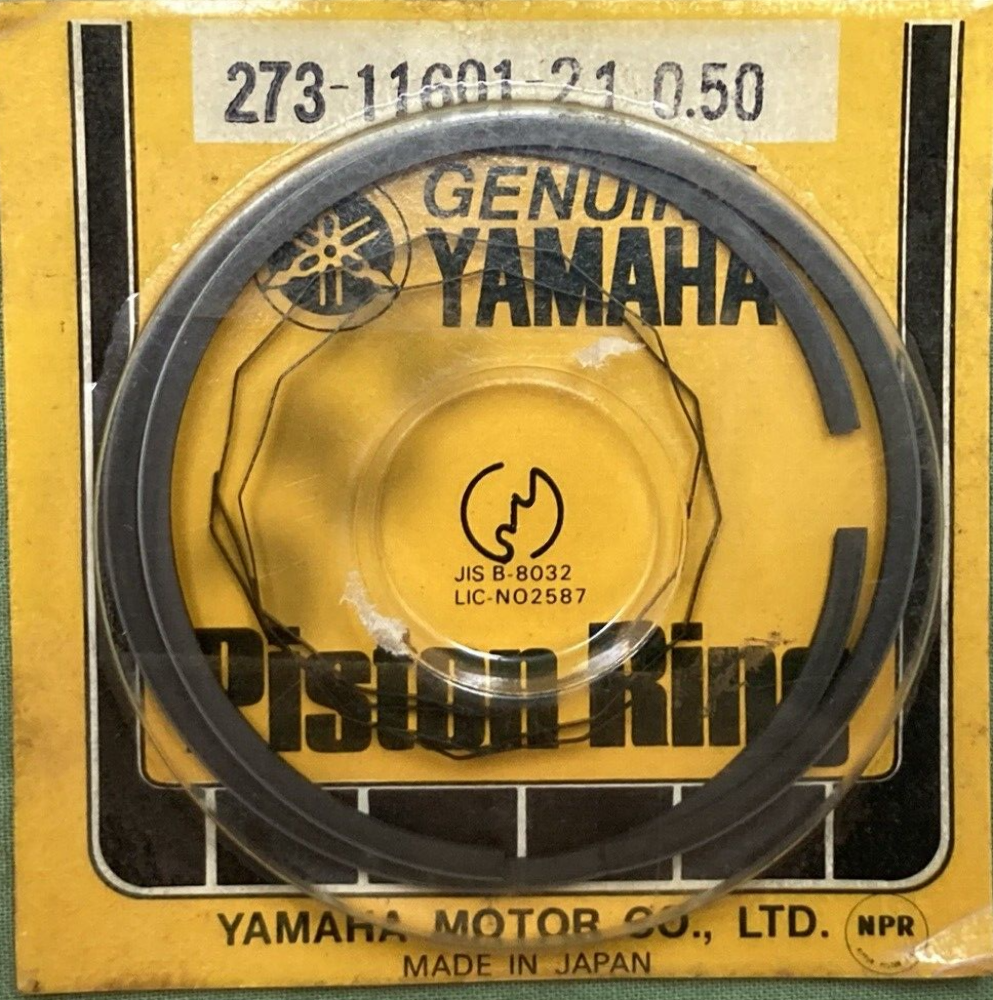 273-11601-21 0.50
GENUINE
YAMAHA
JIS B-8032
LIC-NO2587
Piston Ring
YAMAHA MOTOR CO., LTD.
NPR
MADE IN JAPAN